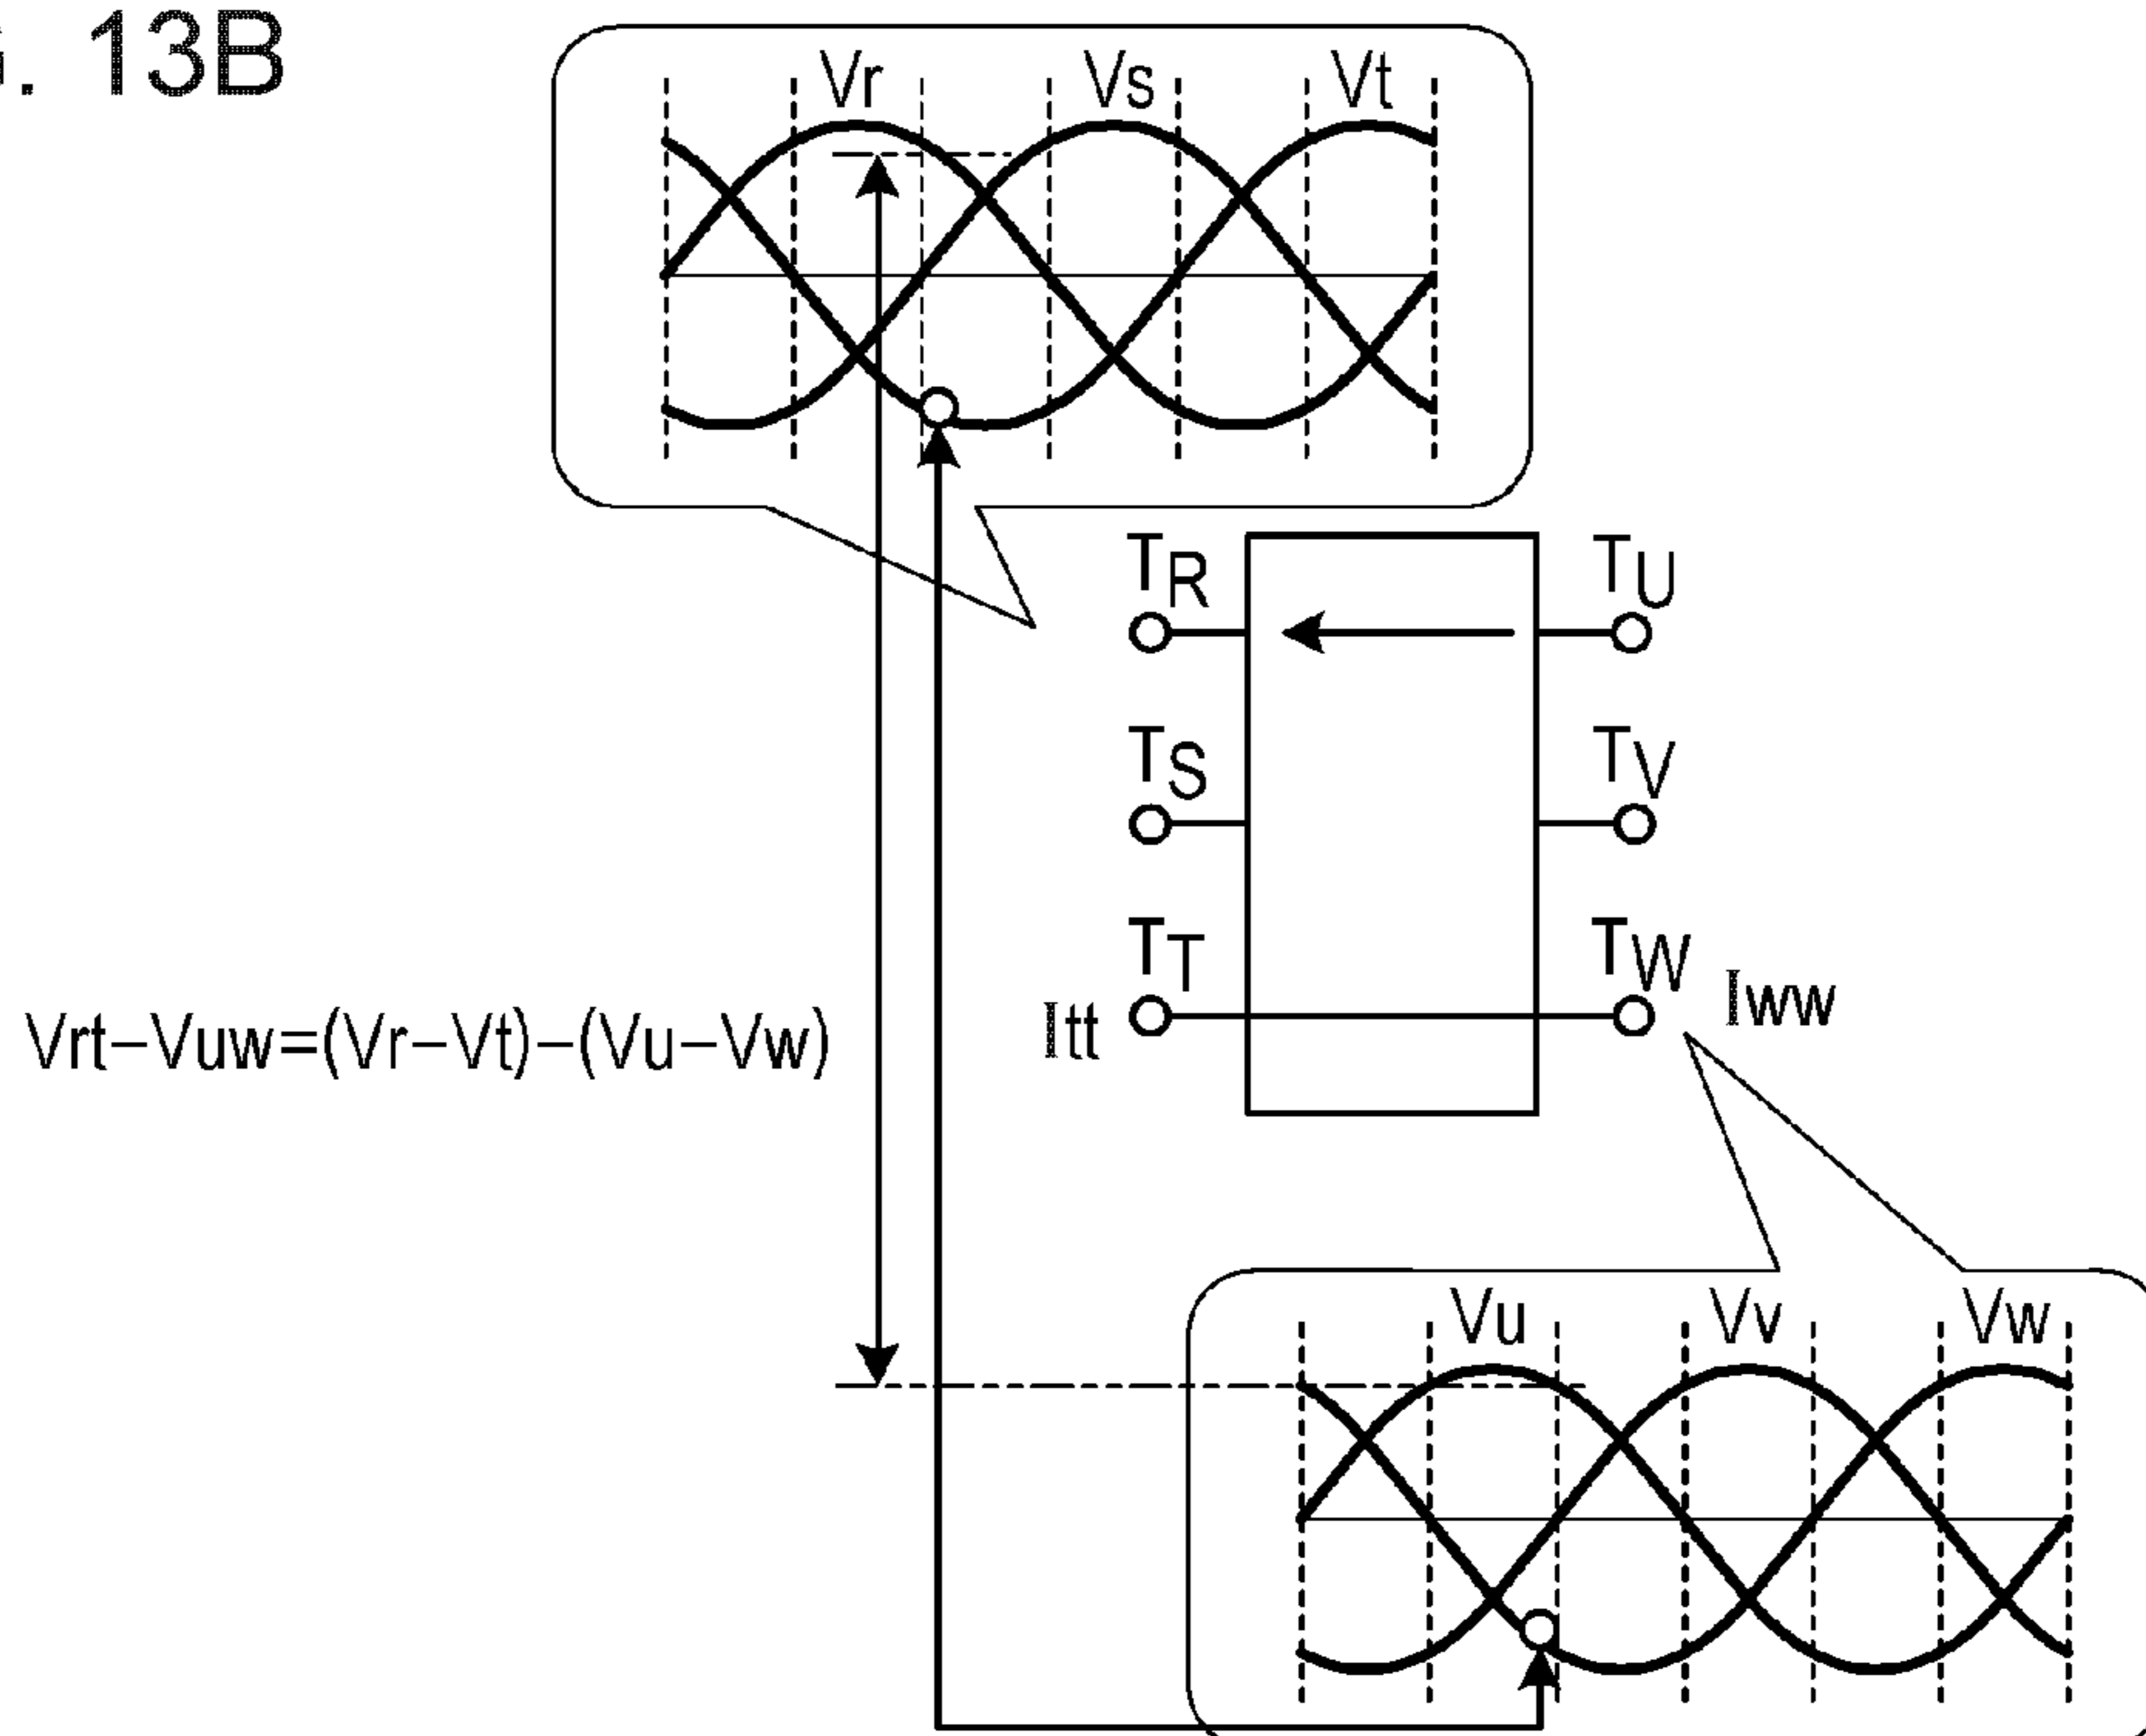 . 13B
Vr Vs Vt
TR TU
TS TV
TT TW
Vrt−Vuw=(Vr−Vt)−(Vu−Vw) Itt Iww
Vu Vv Vw